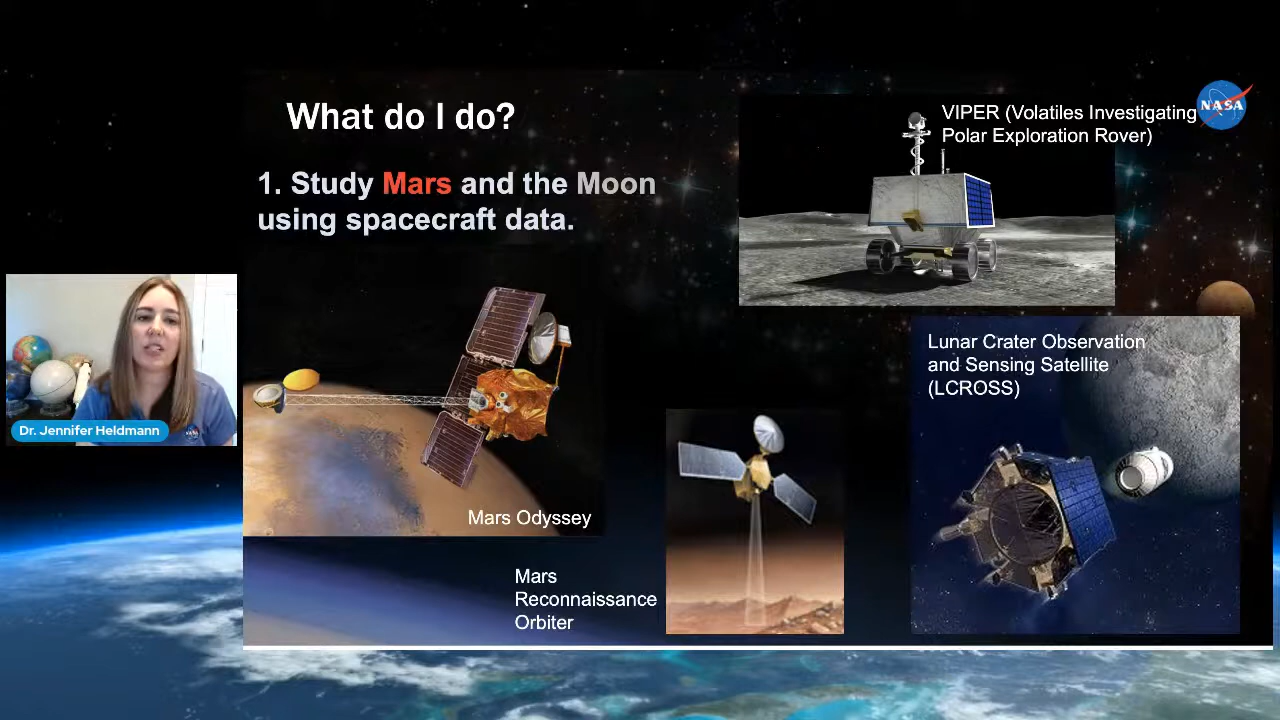 What do I do?
1. Study Mars and the Moon
using spacecraft data.
VIPER (Volatiles Investigating
Polar Exploration Rover)
NASA
Dr. Jennifer Heldmann
Mars Odyssey
Mars
Reconnaissance
Orbiter
Lunar Crater Observation
and Sensing Satellite
(LCROSS)